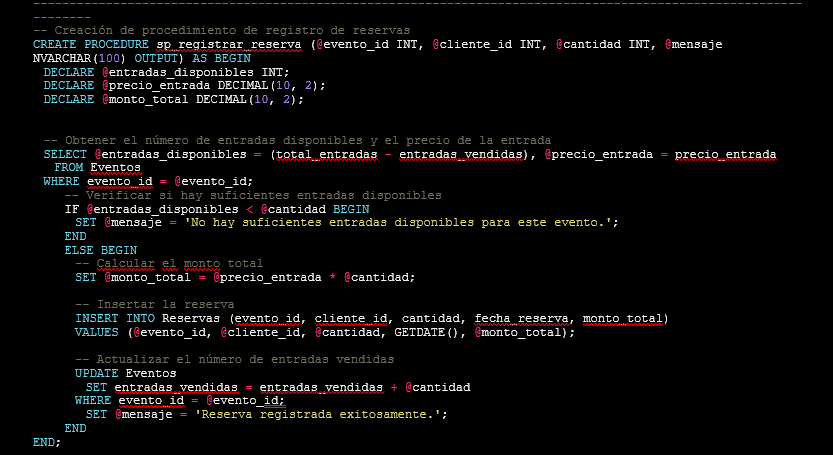 -- Creación de procedimiento de registro de reservas
CREATE PROCEDURE sp_registrar_reserva (@evento_id INT, @cliente_id INT, @cantidad INT, @mensaje
NVARCHAR(100) OUTPUT) AS BEGIN
DECLARE @entradas_disponibles INT;
DECLARE @precio_entrada DECIMAL(10, 2);
DECLARE @monto_total DECIMAL(10, 2);
-- Obtener el número de entradas disponibles y el precio de la entrada
SELECT @entradas_disponibles = (total_entradas - entradas_vendidas), @precio_entrada = precio_entrada
FROM Eventos
WHERE evento_id = @evento_id;
-- Verificar si hay suficientes entradas disponibles
IF @entradas_disponibles < @cantidad BEGIN
SET @mensaje = 'No hay suficientes entradas disponibles para este evento.';
END
ELSE BEGIN
-- Calcular el monto total
SET @monto_total = @precio_entrada * @cantidad;
-- Insertar la reserva
INSERT INTO Reservas (evento_id, cliente_id, cantidad, fecha_reserva, monto_total)
VALUES (@evento_id, @cliente_id, @cantidad, GETDATE(), @monto_total);
-- Actualizar el número de entradas vendidas
UPDATE Eventos
SET entradas_vendidas = entradas_vendidas + @cantidad
WHERE evento_id = @evento_id;
SET @mensaje = 'Reserva registrada exitosamente.';
END
END;